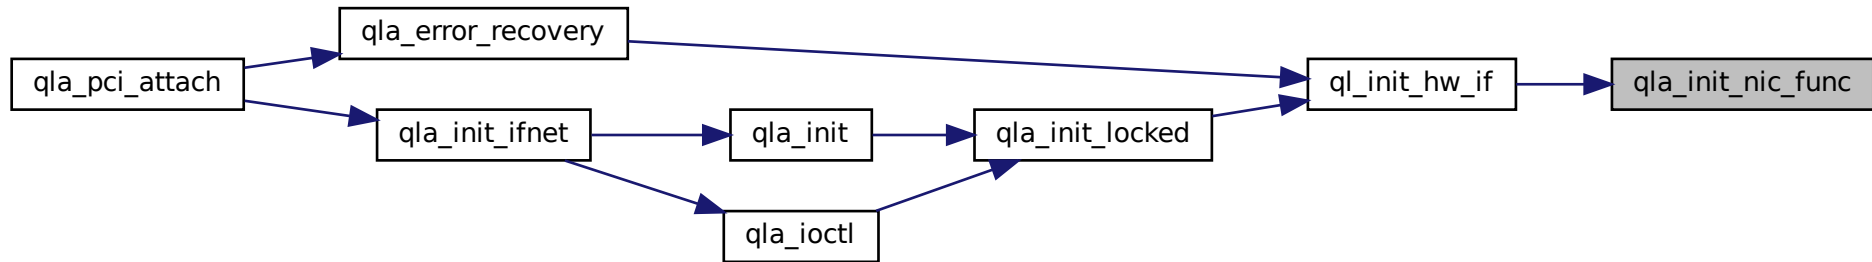 qla_error_recovery
qla_pci_attach
ql_init_hw_if
qla_init_nic_func
qla_init_ifnet
qla_init
qla_init_locked
qla_ioctl